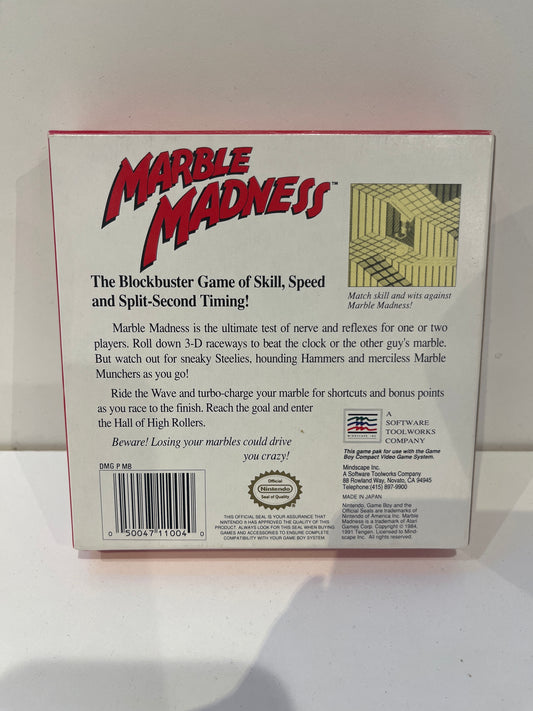 MARBLE
MADNESS™
The Blockbuster Game of Skill, Speed
and Split-Second Timing!
Match skill and wits against
Marble Madness!
Marble Madness is the ultimate test of nerve and reflexes for one or two
players. Roll down 3-D raceways to beat the clock or the other guy's marble.
But watch out for sneaky Steelies, hounding Hammers and merciless Marble
Munchers as you go!
Ride the Wave and turbo-charge your marble for shortcuts and bonus points
as you race to the finish. Reach the goal and enter
the Hall of High Rollers.
Beware! Losing your marbles could drive
you crazy!
MINDSCAPE INC.
A
SOFTWARE
TOOLWORKS
COMPANY
This game pak for use with the Game
Boy Compact Video Game System.
Mindscape Inc.
A Software Toolworks Company
88 Rowland Way, Novato, CA 94945
Telephone:(415) 897-9900
MADE IN JAPAN
Nintendo, Game Boy and the
Official Seals are trademarks of
Nintendo of America Inc. Marble
Madness is a trademark of Atari
Games Corp. Copyright © 1984,
1991 Tengen. Licensed to Mind-
scape Inc. All rights reserved.
DMG P MB
0 50047 11004 0
Official
Nintendo
Seal of Quality
THIS OFFICIAL SEAL IS YOUR ASSURANCE THAT
NINTENDO ® HAS APPROVED THE QUALITY OF THIS
PRODUCT. ALWAYS LOOK FOR THIS SEAL WHEN BUYING
GAMES AND ACCESSORIES TO ENSURE COMPLETE
COMPATIBILITY WITH YOUR GAME BOY SYSTEM.